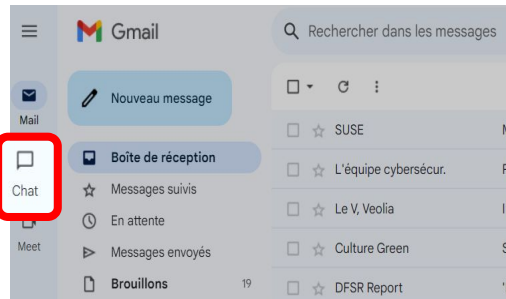 Gmail
Rechercher dans les messages
Mail
Chat
Meet
Nouveau message
Boîte de réception
Messages suivis
En attente
Messages envoyés
Brouillons 19
SUSE
L'équipe cybersécur.
Le V, Veolia
Culture Green
DFSR Report